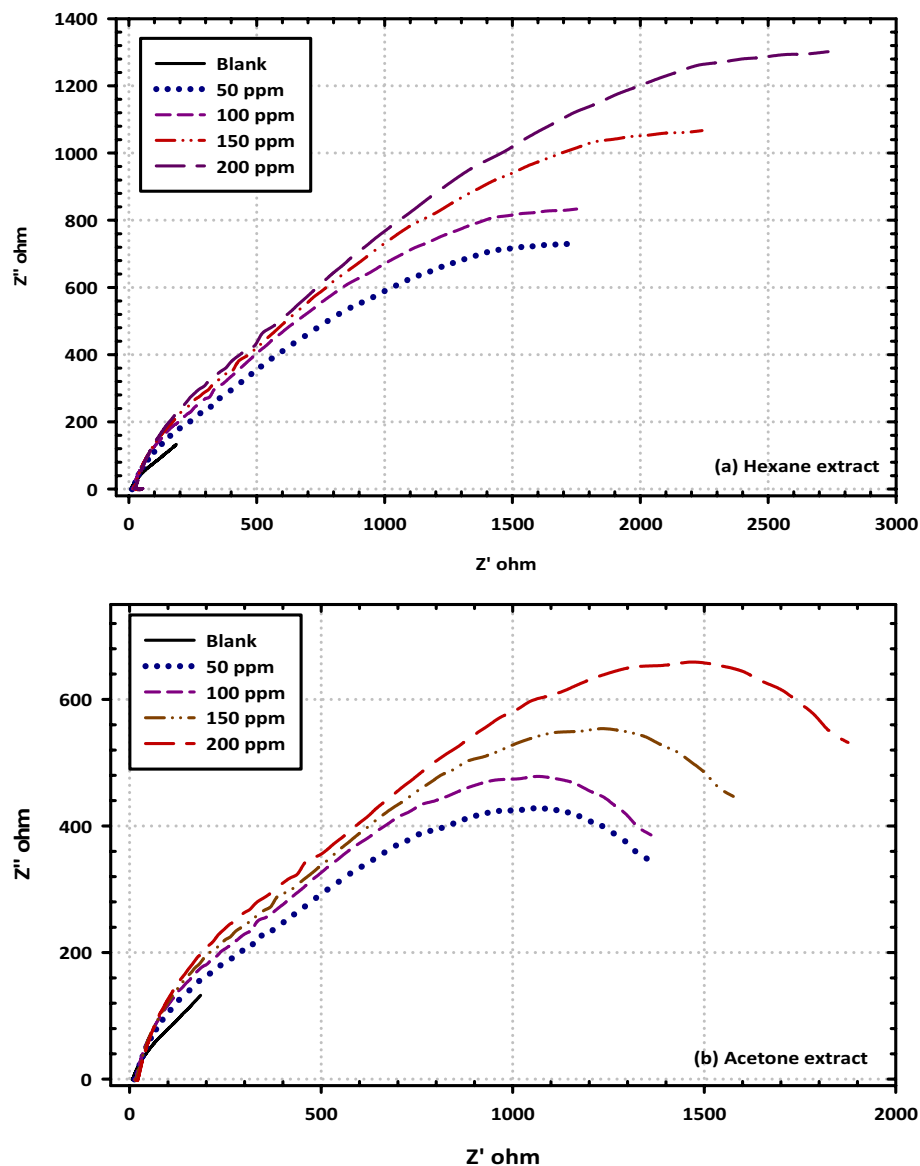 1400
1200
1000
800
600
400
200
0
Z" ohm
Blank
50 ppm
100 ppm
150 ppm
200 ppm
(a) Hexane extract
0 500 1000 1500 2000 2500 3000
Z' ohm
600
400
200
0
Z" ohm
Blank
50 ppm
100 ppm
150 ppm
200 ppm
(b) Acetone extract
0 500 1000 1500 2000
Z' ohm